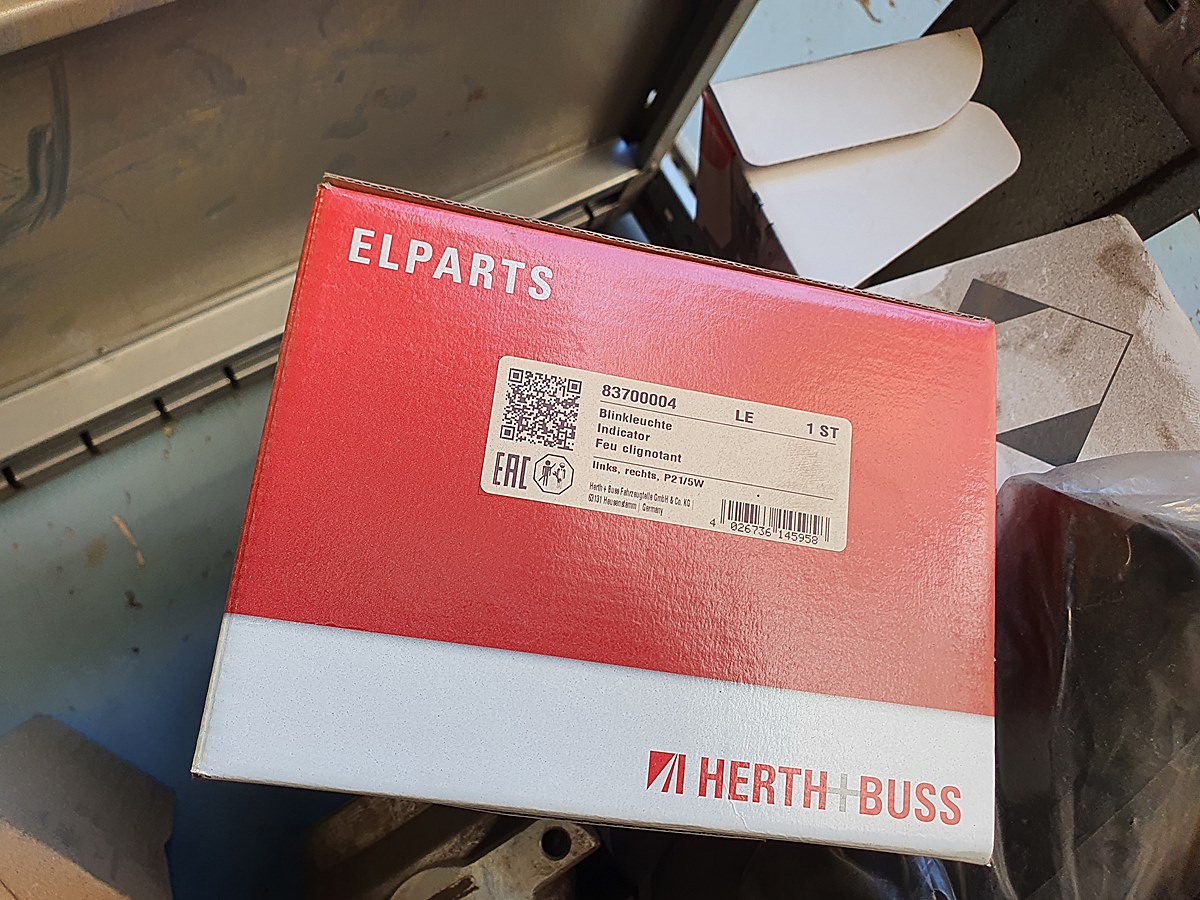 ELPARTS
83700004 LE 1 ST
Blinkleuchte
Indicator
Feu clignotant
links, rechts, P21/5W
EAC
Herth+Buss Fahrzeugteile GmbH & Co. KG
63131 Heusenstamm | Germany
4 026736 145958
HERTH+BUSS